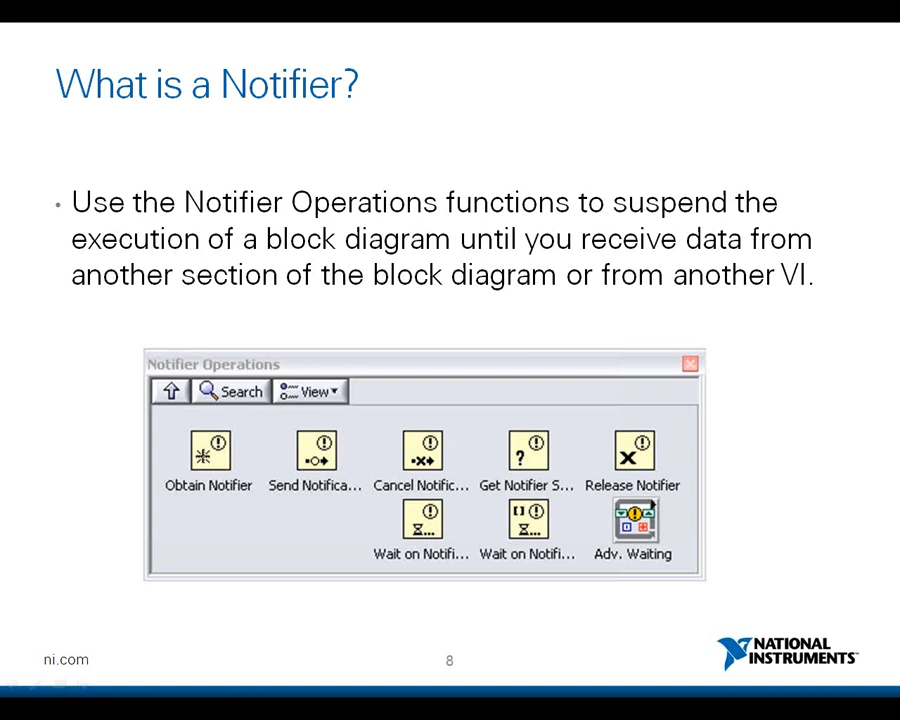 What is a Notifier?
• Use the Notifier Operations functions to suspend the
execution of a block diagram until you receive data from
another section of the block diagram or from another VI.
Notifier Operations
Search View
Obtain Notifier Send Notifica... Cancel Notific... Get Notifier S... Release Notifier
Wait on Notifi... Wait on Notifi... Adv. Waiting
ni.com
8
NATIONAL
INSTRUMENTS™